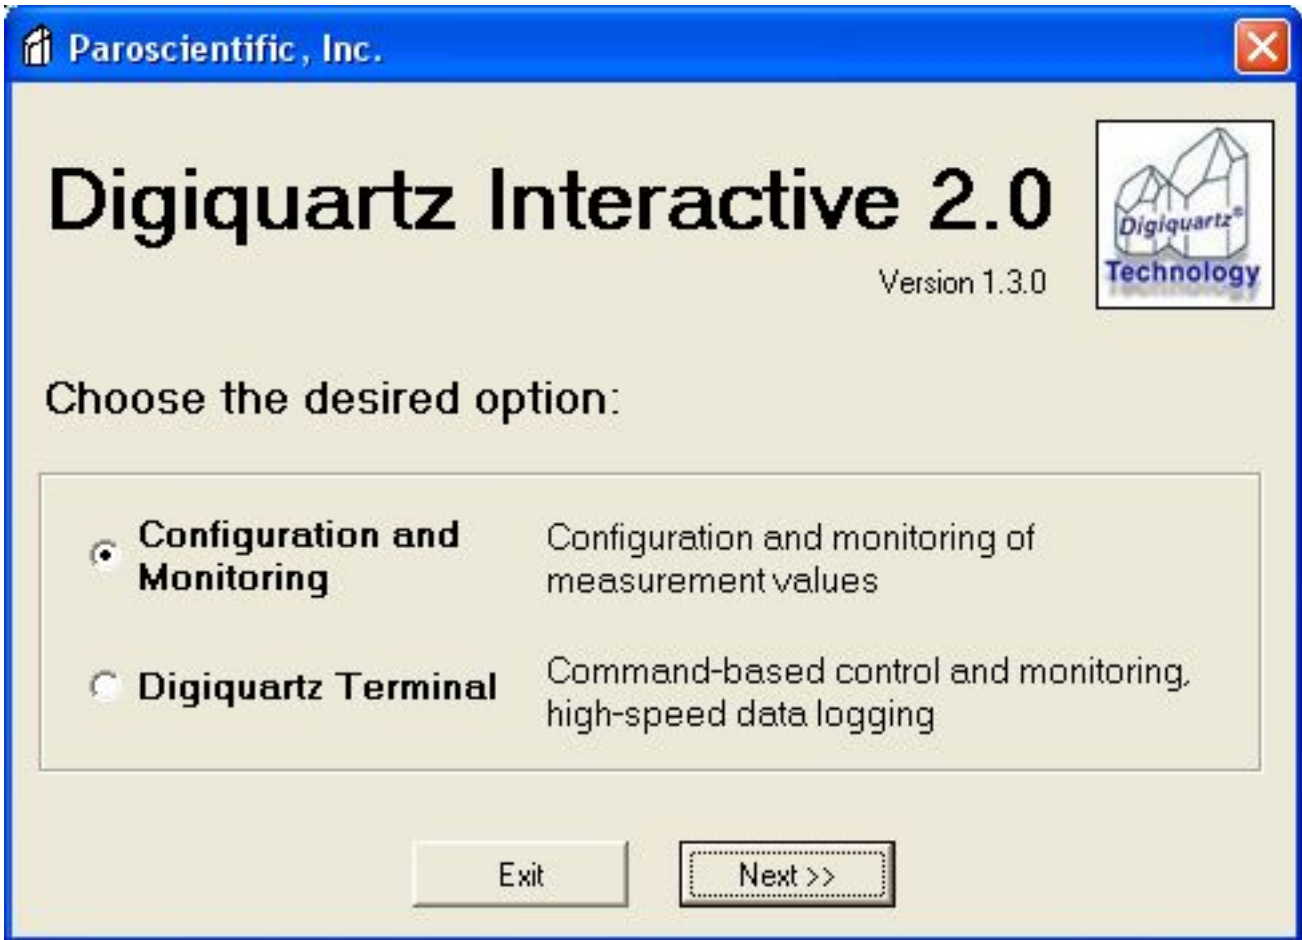 Paroscientific, Inc.
Digiquartz Interactive 2.0
Version 1.3.0
Digiquartz®
Technology
Choose the desired option:
Configuration and
Monitoring
Configuration and monitoring of
measurement values
Digiquartz Terminal
Command-based control and monitoring,
high-speed data logging
Exit
Next >>